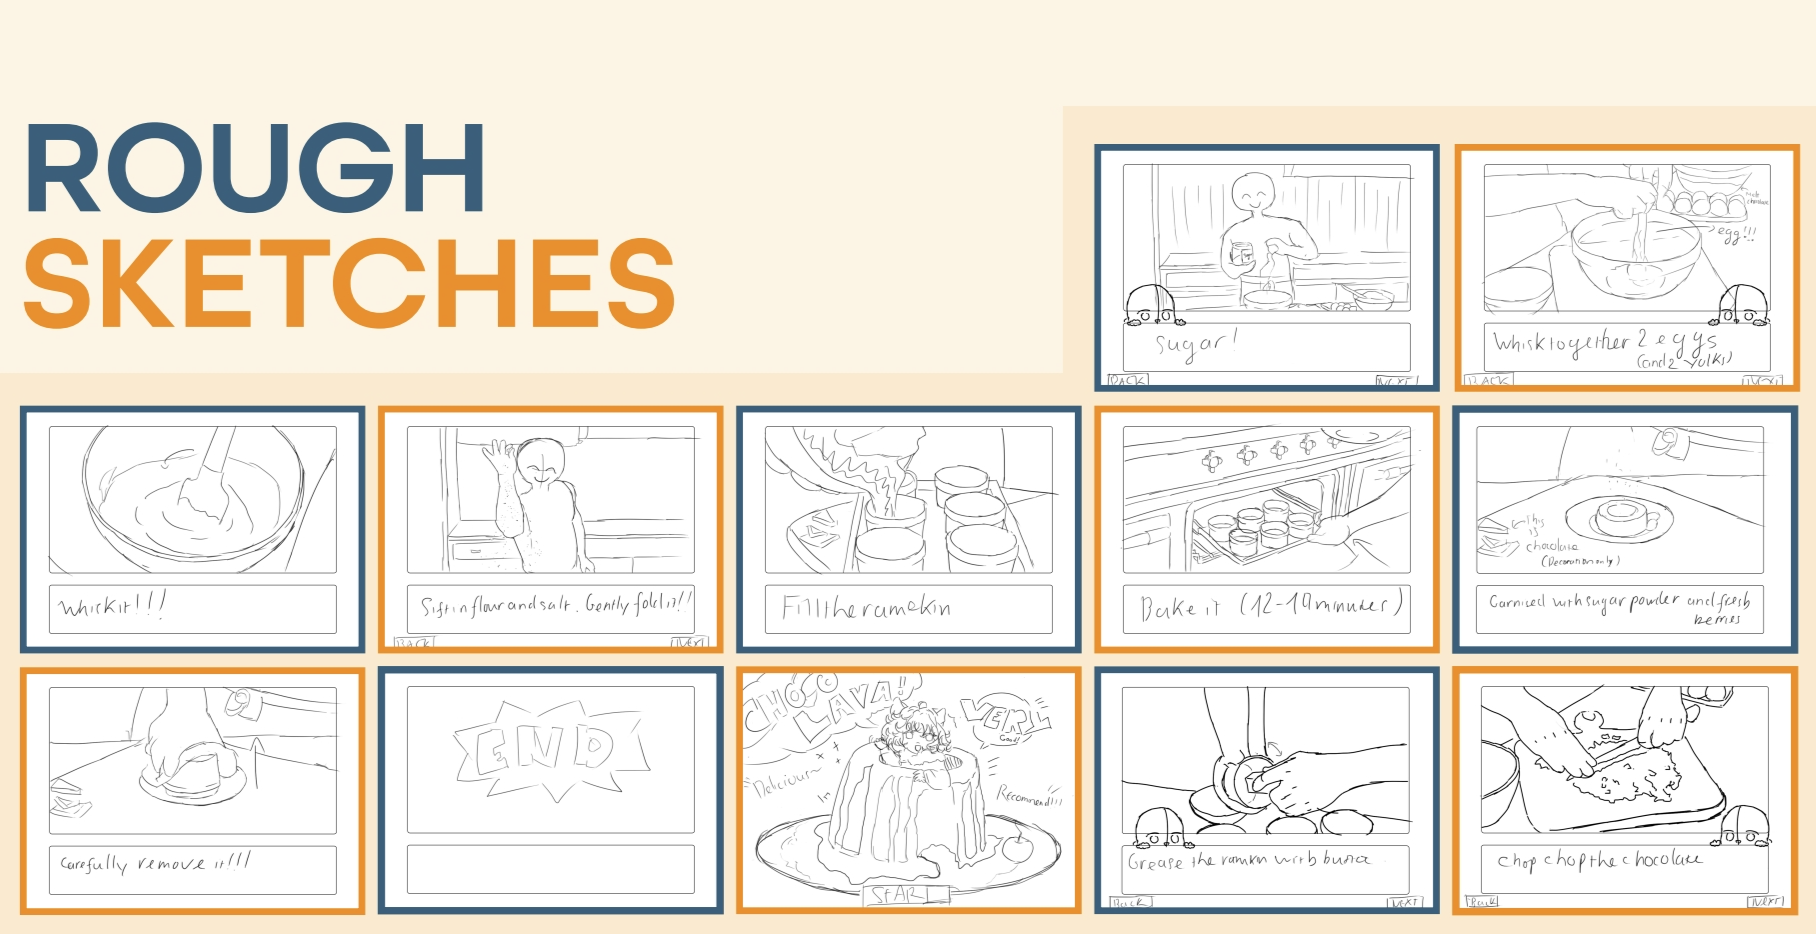 ROUGH
SKETCHES
Sugar!
BACK
NEXT!
egg!!!
Whisk together 2 eggs
(and 2 yolks)
BACK
NEXT
Whisk it!!!
Sift in flour and salt. Gently fold it!!
BACK
NEXT
Fill the ramekin
Bake it (12-14 minutes)
this
is
chocolate
(Decoration only)
Garnised with sugar powder and fresh
berries
Carefully remove it!!!
END
CHOCO
LAVA!!
VERY
Good!
Delicious~
Recommend!!!
START
Grease the ramkin with butter
Back
NEXT
Chop chop the chocolate
Back
NEXT